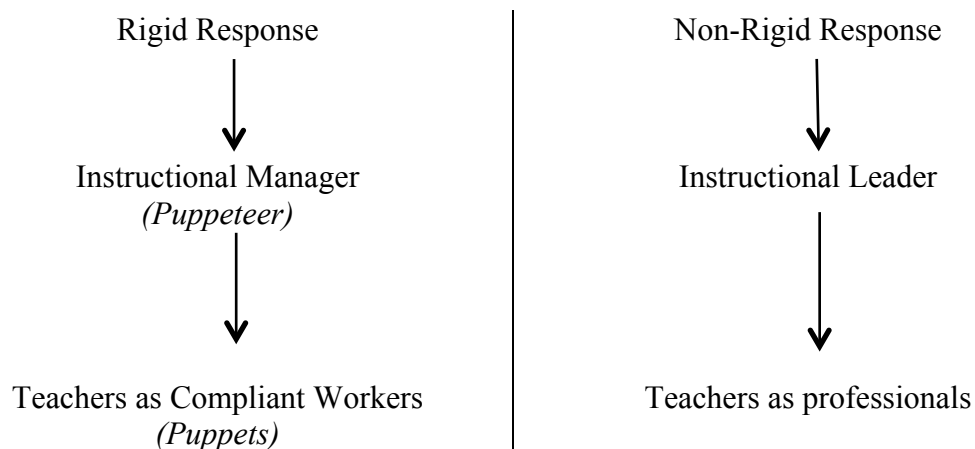 Rigid Response
Instructional Manager
(Puppeteer)
Teachers as Compliant Workers
(Puppets)
Non-Rigid Response
Instructional Leader
Teachers as professionals